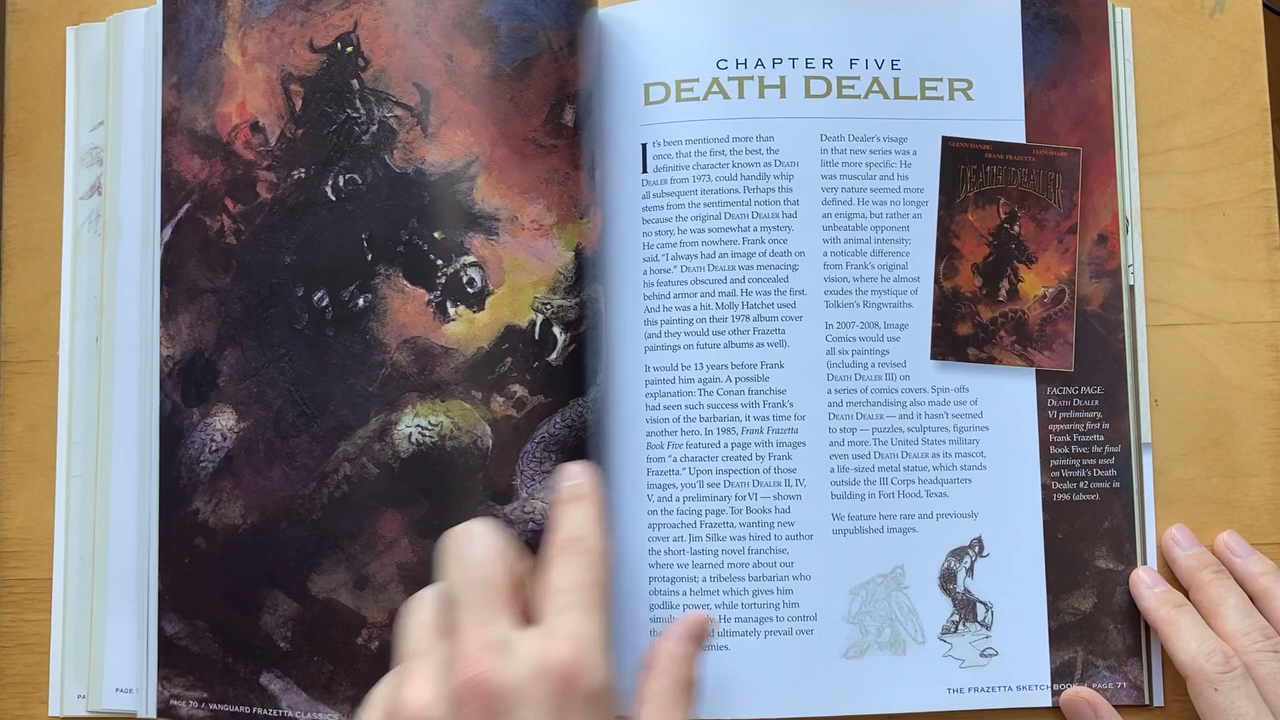 CHAPTER FIVE
DEATH DEALER
It's been mentioned more than
once, that the first, the best, the
definitive character known as DEATH
DEALER from 1973, could handily whip
all subsequent iterations. Perhaps this
stems from the sentimental notion that
because the original DEATH DEALER had
no story, he was somewhat a mystery.
He came from nowhere. Frank once
said, "I always had an image of death on
a horse." DEATH DEALER was menacing;
his features obscured and concealed
behind armor and mail. He was the first.
And he was a hit. Molly Hatchet used
this painting on their 1978 album cover
(and they would use other Frazetta
paintings on future albums as well).
It would be 13 years before Frank
painted him again. A possible
explanation: The Conan franchise
had seen such success with Frank's
vision of the barbarian, it was time for
another hero. In 1985, Frank Frazetta
Book Five featured a page with images
from "a character created by Frank
Frazetta." Upon inspection of those
images, you'll see DEATH DEALER II, IV,
V, and a preliminary for VI — shown
on the facing page. Tor Books had
approached Frazetta, wanting new
cover art. Jim Silke was hired to author
the short-lasting novel franchise,
where we learned more about our
protagonist; a tribeless barbarian who
obtains a helmet which gives him
godlike power, while torturing him
He manages to control
ultimately prevail over
Death Dealer's visage
in that new series was a
little more specific: He
was muscular and his
very nature seemed more
defined. He was no longer
an enigma, but rather an
unbeatable opponent
with animal intensity;
a noticable difference
from Frank's original
vision, where he almost
exudes the mystique of
Tolkien's Ringwraiths.
In 2007-2008, Image
Comics would use
all six paintings
(including a revised
DEATH DEALER III) on
a series of comics covers. Spin-offs
and merchandising also made use of
DEATH DEALER — and it hasn't seemed
to stop — puzzles, sculptures, figurines
and more. The United States military
even used DEATH DEALER as its mascot,
a life-sized metal statue, which stands
outside the III Corps headquarters
building in Fort Hood, Texas.
We feature here rare and previously
unpublished images.
GLENN DANZIG
LIAM SHARP
FRANK FRAZETTA
DEATH DEALER
FACING PAGE:
DEATH DEALER
VI preliminary,
appearing first in
Frank Frazetta
Book Five; the final
painting was used
on Verotik's Death
Dealer #2 comic in
1996 (above).
PAGE
PAGE 70 / VANGUARD FRAZETTA CLASSICS
THE FRAZETTA SKETCHBOOK / PAGE 71